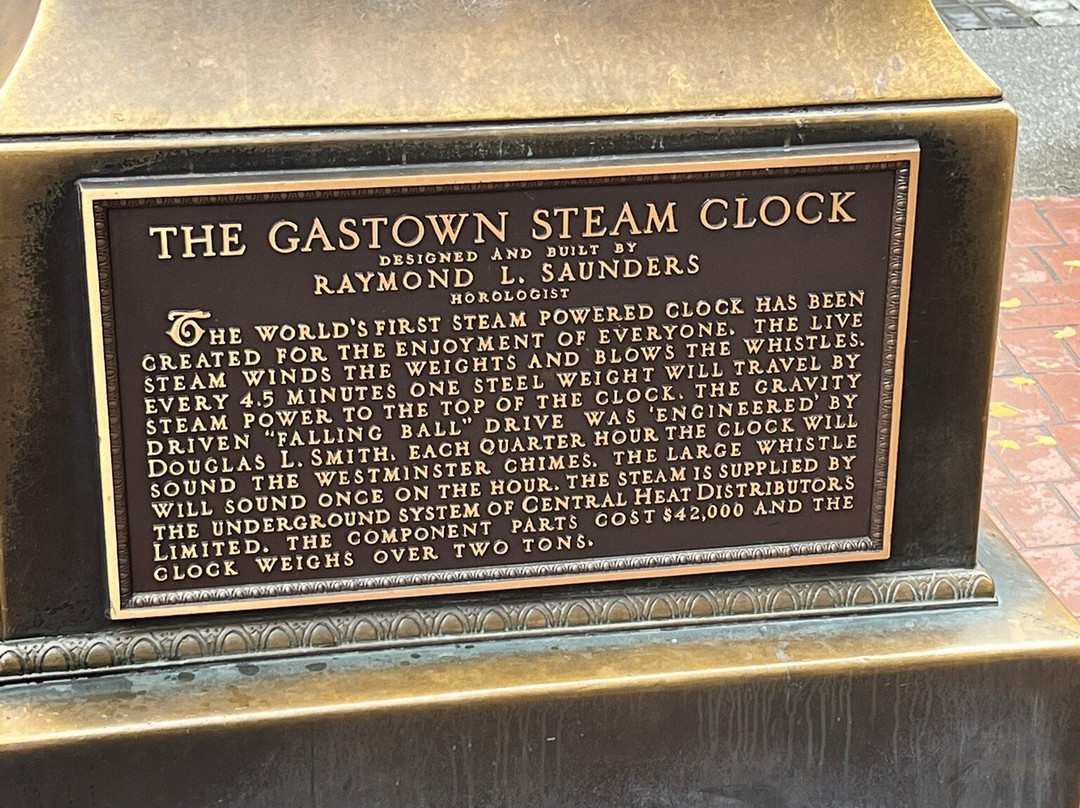 THE GASTOWN STEAM CLOCK
DESIGNED AND BUILT BY
RAYMOND L. SAUNDERS
HOROLOGIST
THE WORLD'S FIRST STEAM POWERED CLOCK HAS BEEN
CREATED FOR THE ENJOYMENT OF EVERYONE. THE LIVE
STEAM WINDS THE WEIGHTS AND BLOWS THE WHISTLES.
EVERY 4.5 MINUTES ONE STEEL WEIGHT WILL TRAVEL BY
STEAM POWER TO THE TOP OF THE CLOCK. THE GRAVITY
DRIVEN "FALLING BALL" DRIVE WAS 'ENGINEERED' BY
DOUGLAS L. SMITH. EACH QUARTER HOUR THE CLOCK WILL
SOUND THE WESTMINSTER CHIMES. THE LARGE WHISTLE
WILL SOUND ONCE ON THE HOUR. THE STEAM IS SUPPLIED BY
THE UNDERGROUND SYSTEM OF CENTRAL HEAT DISTRIBUTORS
LIMITED. THE COMPONENT PARTS COST $42,000 AND THE
CLOCK WEIGHS OVER TWO TONS.